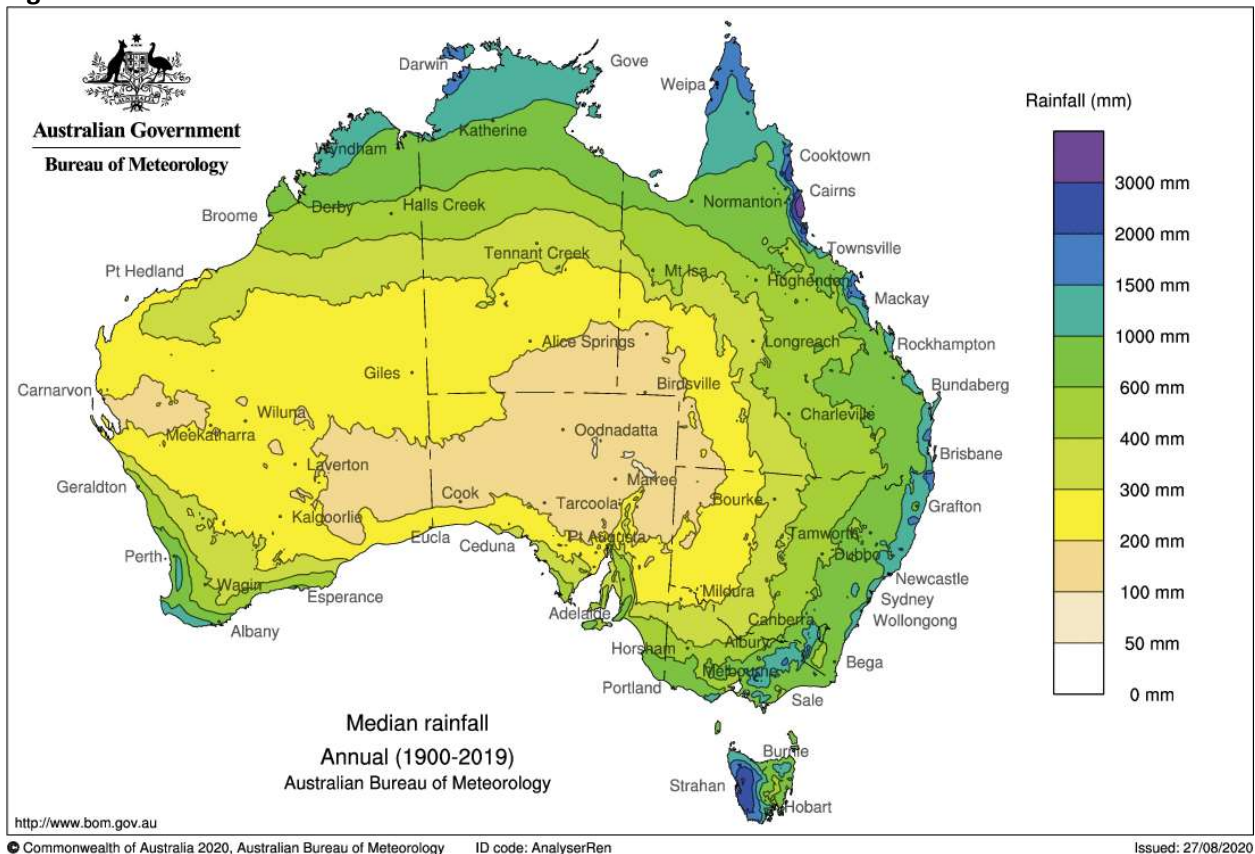 Australian Government
Bureau of Meteorology
Darwin
Gove
Weipa
Rainfall (mm)
Katherine
Wyndham
Cooktown
3000 mm
Cairns
Normanton
Derby
Halls Creek
Broome
2000 mm
Townsville
Tennant Creek
Pt Hedland
Mt Isa
Hughenden
1500 mm
Mackay
1000 mm
Alice Springs
Longreach
Rockhampton
Giles
Birdsville
Bundaberg
600 mm
Carnarvon
Wiluna
Charleville
Meekatharra
Oodnadatta
400 mm
Brisbane
Laverton
Marree
Geraldton
Cook
Tarcoola
Bourke
300 mm
Grafton
Kalgoorlie
Eucla
Ceduna
Pt Augusta
Tamworth
200 mm
Perth
Dubbo
Newcastle
Wagin
Esperance
Mildura
100 mm
Sydney
Adelaide
Canberra
Wollongong
Albany
Albury
Horsham
50 mm
Bega
Melbourne
Portland
Sale
0 mm
Median rainfall
Annual (1900-2019)
Australian Bureau of Meteorology
Burnie
Strahan
Hobart
http://www.bom.gov.au
© Commonwealth of Australia 2020, Australian Bureau of Meteorology ID code: AnalyserRen Issued: 27/08/2020